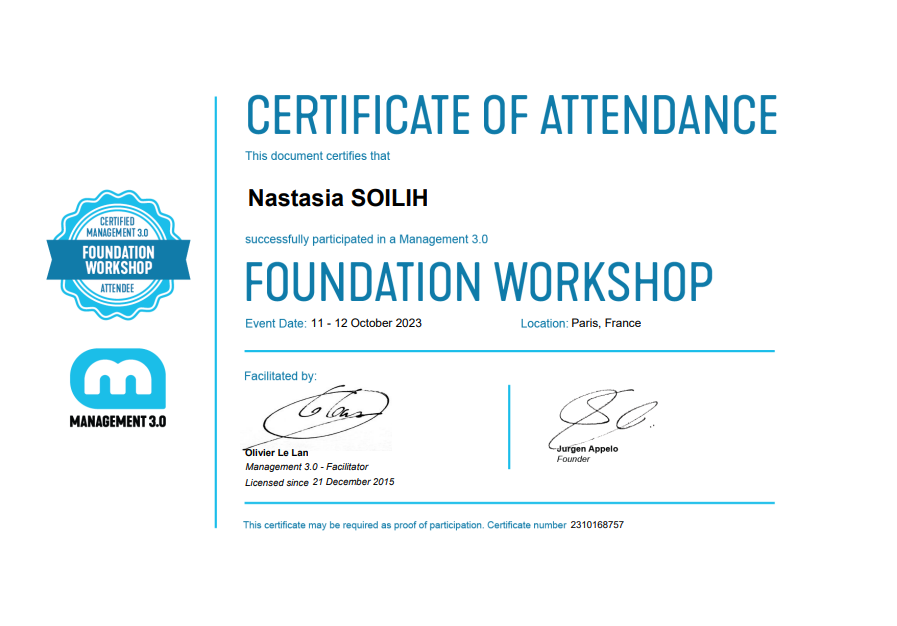 CERTIFICATE OF ATTENDANCE
This document certifies that
Nastasia SOILIH
successfully participated in a Management 3.0
FOUNDATION WORKSHOP
Event Date: 11 - 12 October 2023 Location: Paris, France
CERTIFIED
MANAGEMENT 3.0
FOUNDATION
WORKSHOP
ATTENDEE
MANAGEMENT 3.0
Facilitated by:
Olivier Le Lan
Management 3.0 - Facilitator
Licensed since 21 December 2015
Jurgen Appelo
Founder
This certificate may be required as proof of participation. Certificate number 2310168757